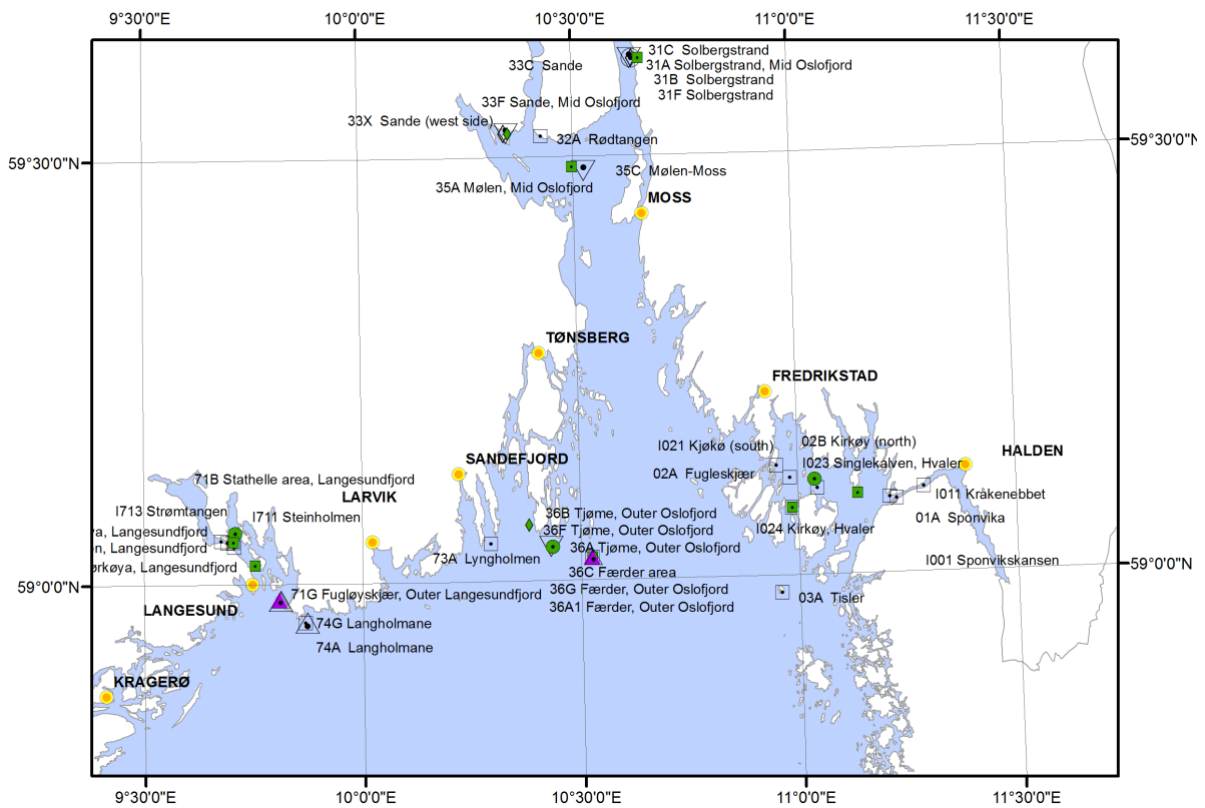 9°30'0"E
10°00'0"E
10°30'0"E
11°00'0"E
11°30'0"E
31C Solbergstrand
33C Sande
31A Solbergstrand, Mid Oslofjord
31B Solbergstrand
31F Solbergstrand
33F Sande, Mid Oslofjord
33X Sande (west side)
32A Rødtangen
59°30'0"N
59°30'0"N
35C Mølen-Moss
35A Mølen, Mid Oslofjord
MOSS
TØNSBERG
FREDRIKSTAD
I021 Kjøkø (south)
02B Kirkøy (north)
HALDEN
SANDEFJORD
I023 Singlekalven, Hvaler
02A Fugleskjær
71B Stathelle area, Langesundfjord
LARVIK
I011 Kråkenebbet
I713 Strømtangen
I711 Steinholmen
36B Tjøme, Outer Oslofjord
01A Sponvika
I024 Kirkøy, Hvaler
36F Tjøme, Outer Oslofjord
, Langesundfjord
, Langesundfjord
36A Tjøme, Outer Oslofjord
73A Lyngholmen
I001 Sponvikskansen
59°0'0"N
59°0'0"N
ørkøya, Langesundfjord
36C Færder area
71G Fugløyskjær, Outer Langesundfjord
36G Færder, Outer Oslofjord
03A Tisler
LANGESUND
36A1 Færder, Outer Oslofjord
74G Langholmane
74A Langholmane
KRAGERØ
9°30'0"E
10°00'0"E
10°30'0"E
11°0'0"E
11°30'0"E